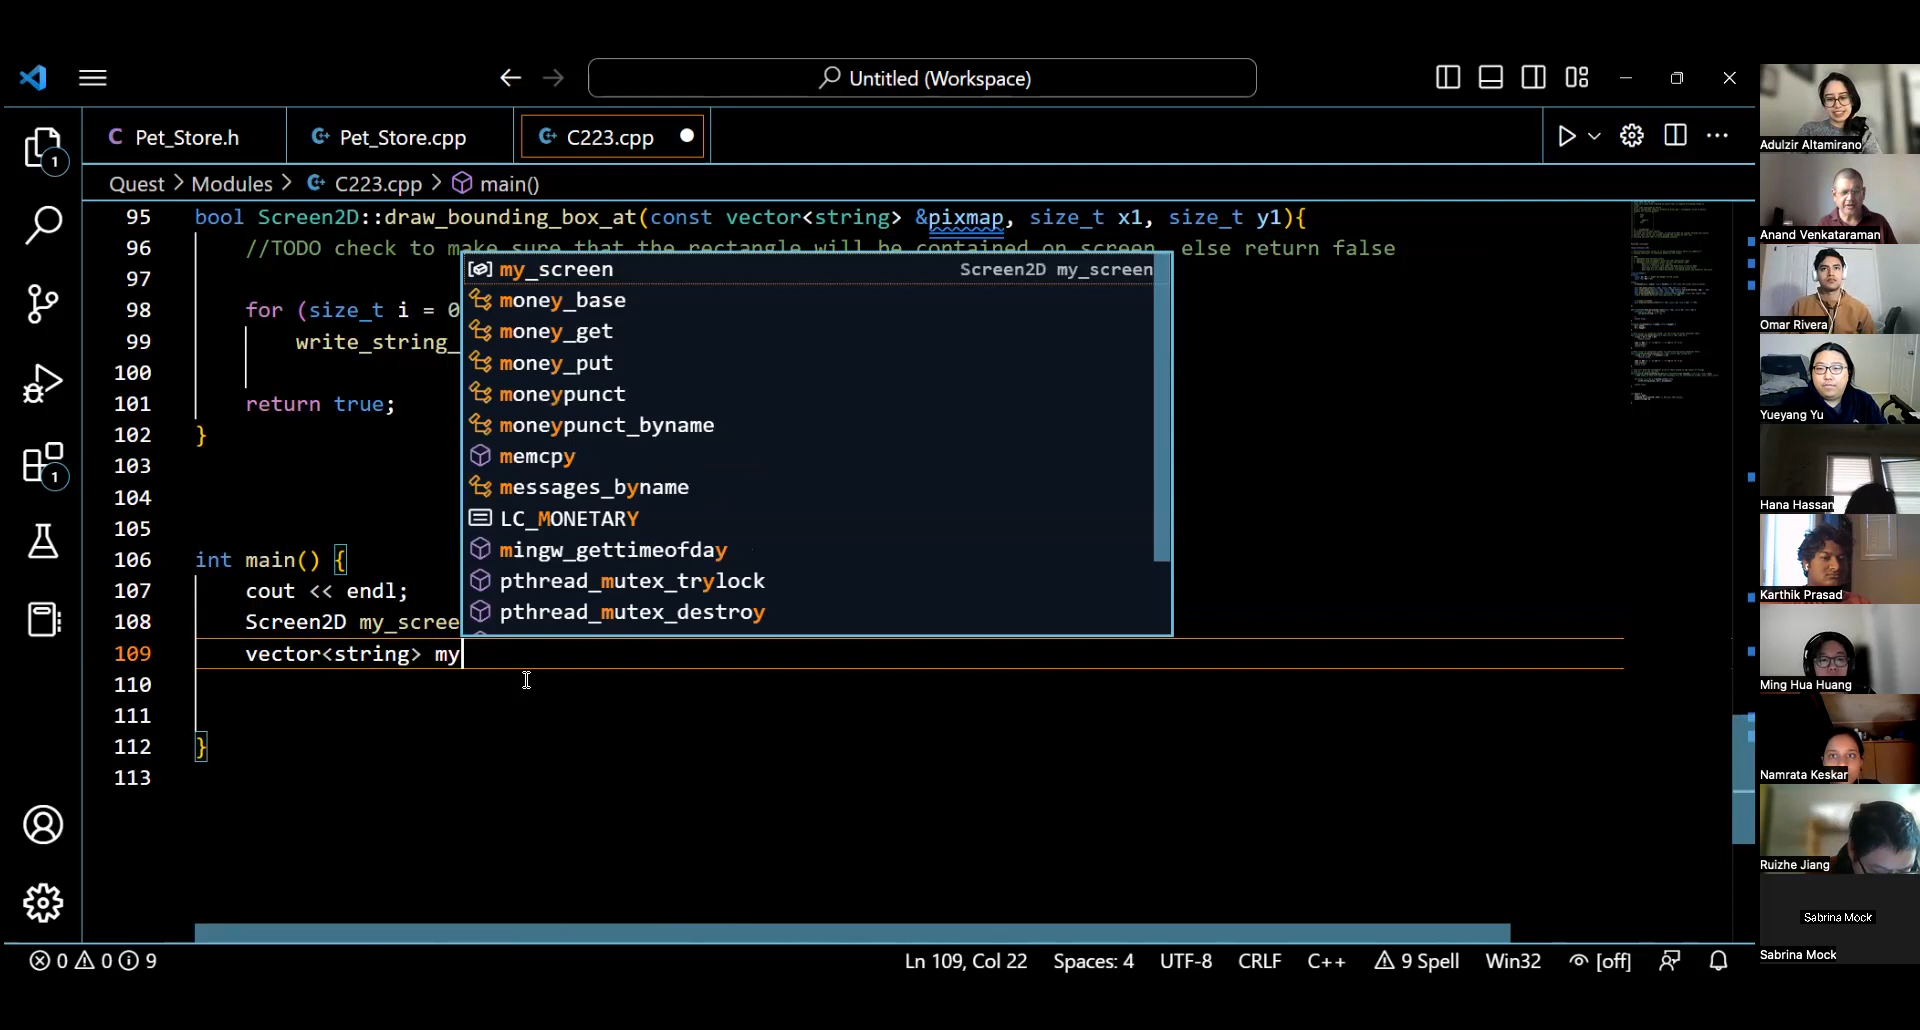 Untitled (Workspace)
Pet_Store.h
Pet_Store.cpp
C223.cpp
Quest > Modules > C223.cpp > main()
95 bool Screen2D::draw_bounding_box_at(const vector<string> &pixmap, size_t x1, size_t y1){
96 //TODO check to make sure that the rectangle will be contained on screen, else return false
97
98 for (size_t i = 0
99 write_string_
100
101 return true;
102 }
103
104
105
106 int main() {
107 cout << endl;
108 Screen2D my_scree
109 vector<string> my
110
111
112 }
113
my_screen Screen2D my_screen
money_base
money_get
money_put
moneypunct
moneypunct_byname
memcpy
messages_byname
LC_MONETARY
mingw_gettimeofday
pthread_mutex_trylock
pthread_mutex_destroy
1
1
0 0 9
Ln 109, Col 22 Spaces: 4 UTF-8 CRLF C++ 9 Spell Win32 [off]
Adulzir Altamirano
Anand Venkataraman
Omar Rivera
Yueyang Yu
Hana Hassan
Karthik Prasad
Ming Hua Huang
Namrata Keskar
Ruizhe Jiang
Sabrina Mock
Sabrina Mock